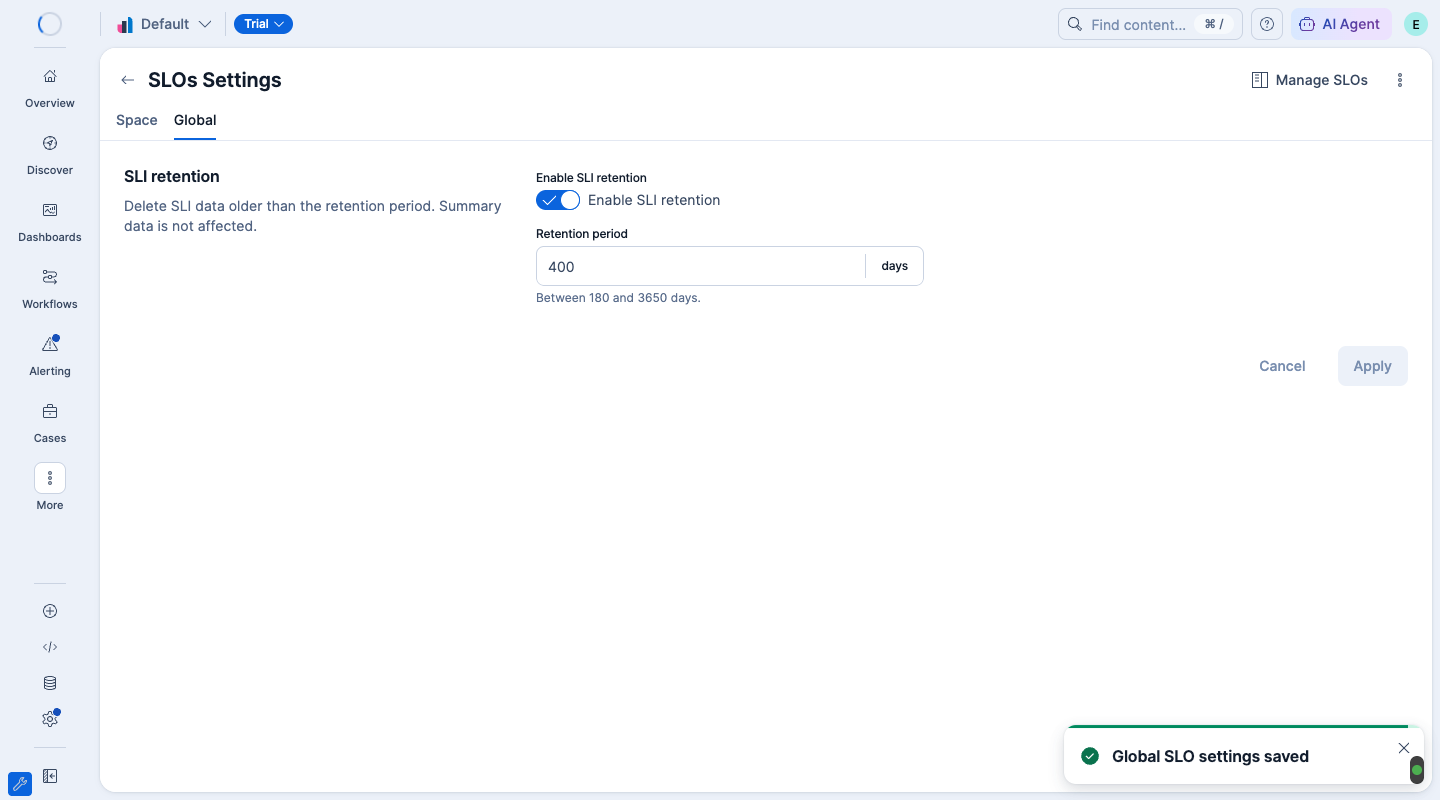 Default
Trial
Find content...
⌘ /
AI Agent
E
SLOs Settings
Manage SLOs
Space
Global
Overview
Discover
Dashboards
Workflows
Alerting
Cases
More
SLI retention
Delete SLI data older than the retention period. Summary
data is not affected.
Enable SLI retention
Enable SLI retention
Retention period
400
days
Between 180 and 3650 days.
Cancel
Apply
Global SLO settings saved